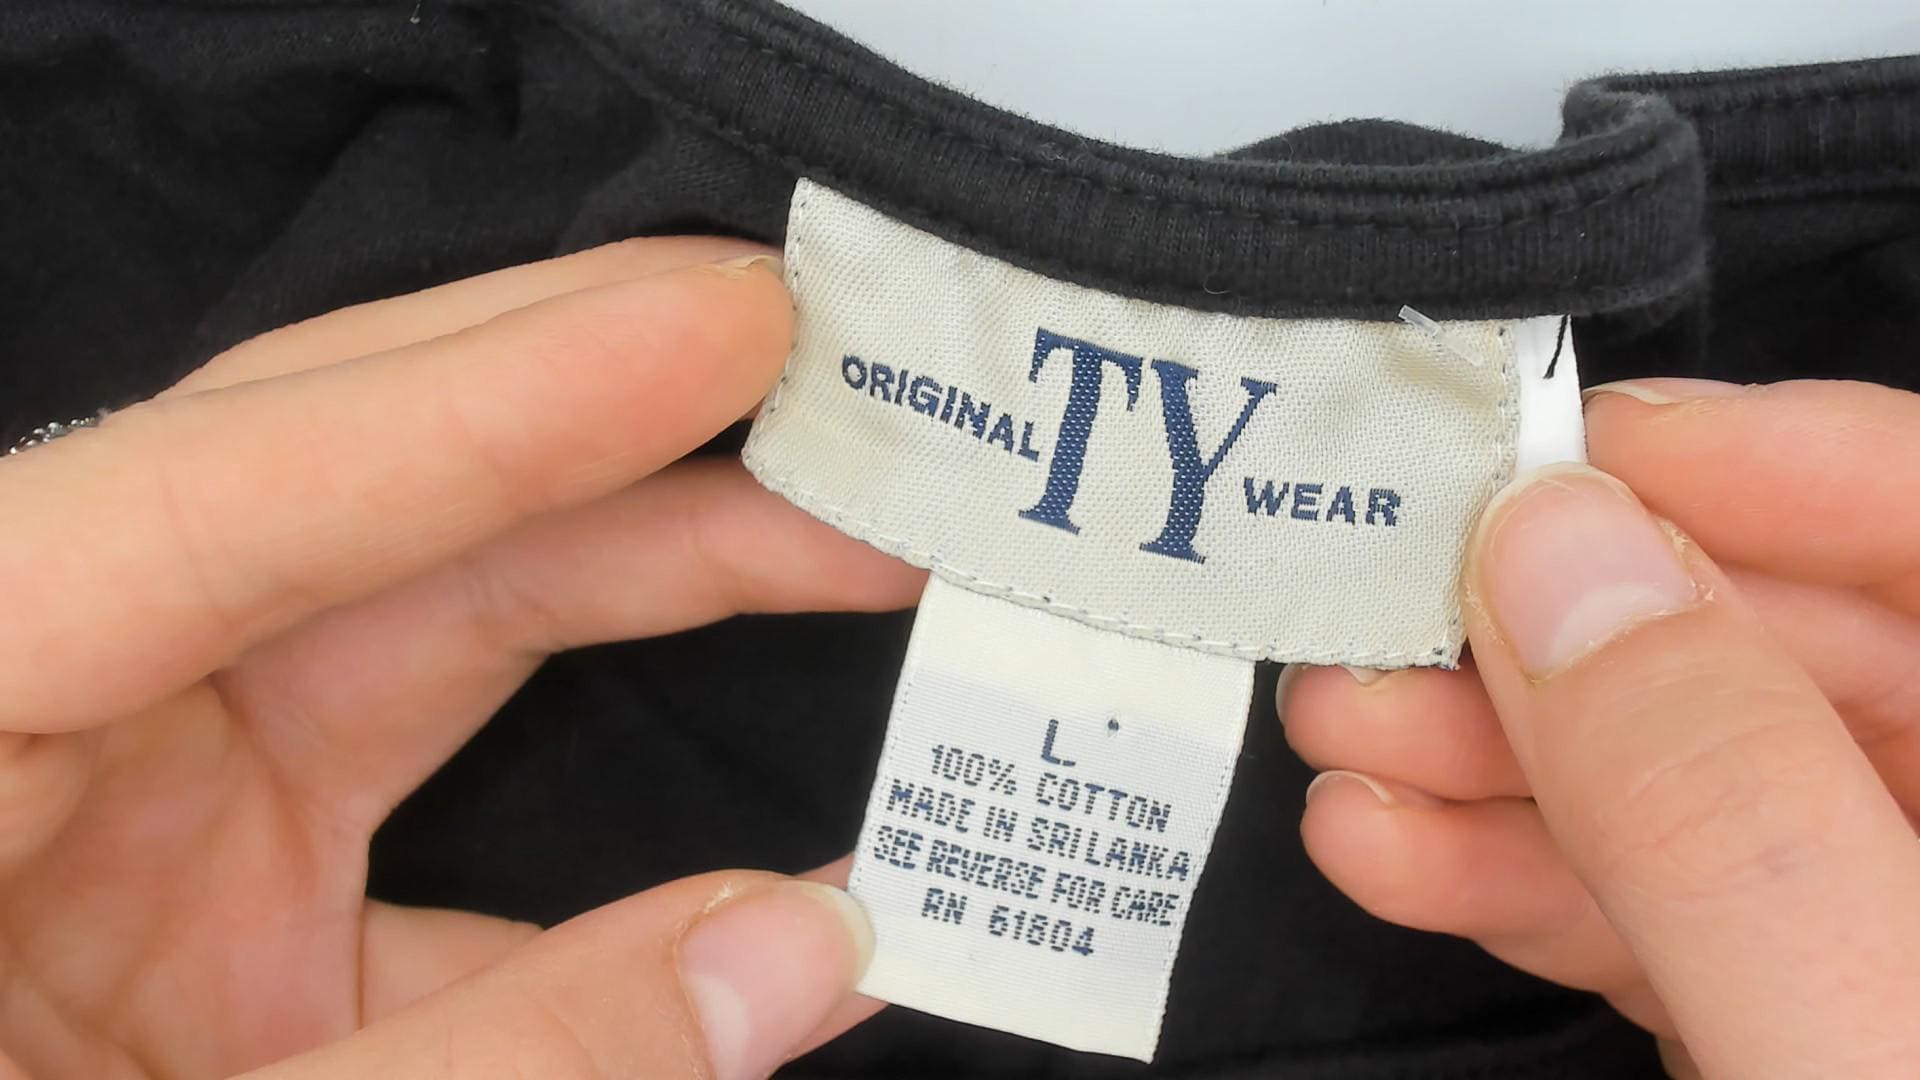 ORIGINAL TY WEAR
L
100% COTTON
MADE IN SRI LANKA
SEE REVERSE FOR CARE
RN 61804